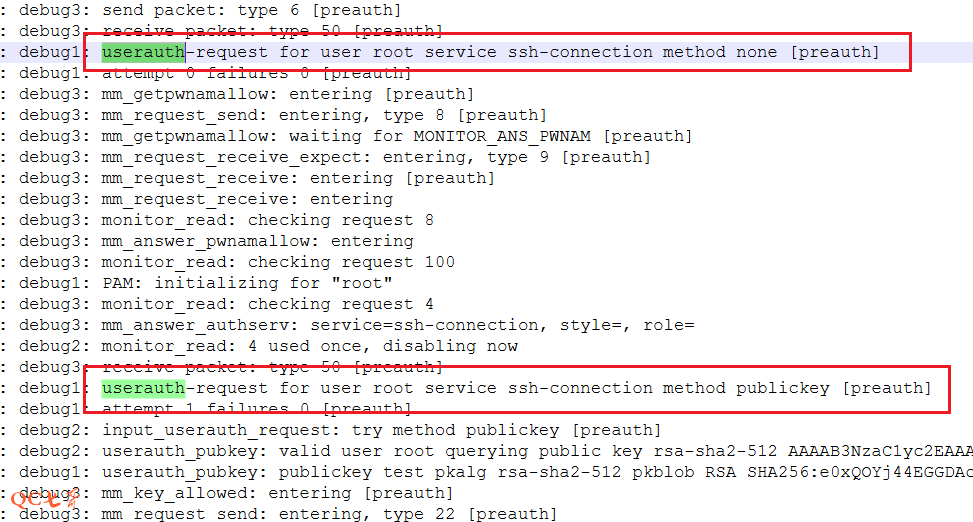 : debug3: send packet: type 6 [preauth]
: debug3: receive packet: type 50 [preauth]
: debug1: userauth-request for user root service ssh-connection method none [preauth]
: debug1: attempt 0 failures 0 [preauth]
: debug3: mm_getpwnamallow: entering [preauth]
: debug3: mm_request_send: entering, type 8 [preauth]
: debug3: mm_getpwnamallow: waiting for MONITOR_ANS_PWNAM [preauth]
: debug3: mm_request_receive_expect: entering, type 9 [preauth]
: debug3: mm_request_receive: entering [preauth]
: debug3: mm_request_receive: entering
: debug3: monitor_read: checking request 8
: debug3: mm_answer_pwnamallow: entering
: debug3: monitor_read: checking request 100
: debug1: PAM: initializing for "root"
: debug3: monitor_read: checking request 4
: debug3: mm_answer_authserv: service=ssh-connection, style=, role=
: debug2: monitor_read: 4 used once, disabling now
: debug3: receive packet: type 50 [preauth]
: debug1: userauth-request for user root service ssh-connection method publickey [preauth]
: debug1: attempt 1 failures 0 [preauth]
: debug2: input_userauth_request: try method publickey [preauth]
: debug2: userauth_pubkey: valid user root querying public key rsa-sha2-512 AAAAB3NzaC1yc2EAAA
: debug1: userauth_pubkey: publickey test pkalg rsa-sha2-512 pkblob RSA SHA256:e0xQOYj44EGGDAc
: debug3: mm_key_allowed: entering [preauth]
: debug3: mm_request_send: entering, type 22 [preauth]